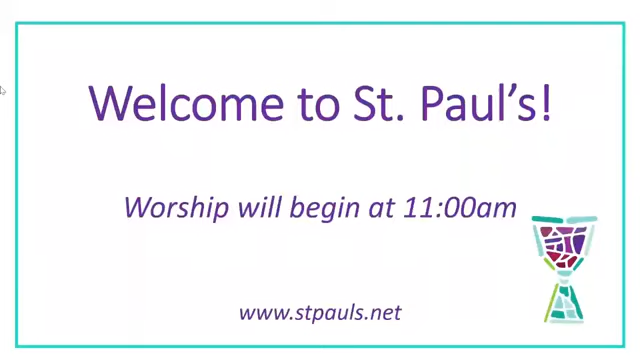 Welcome to St. Paul’s!
Worship will begin at 11:00am
www.stpauls.net